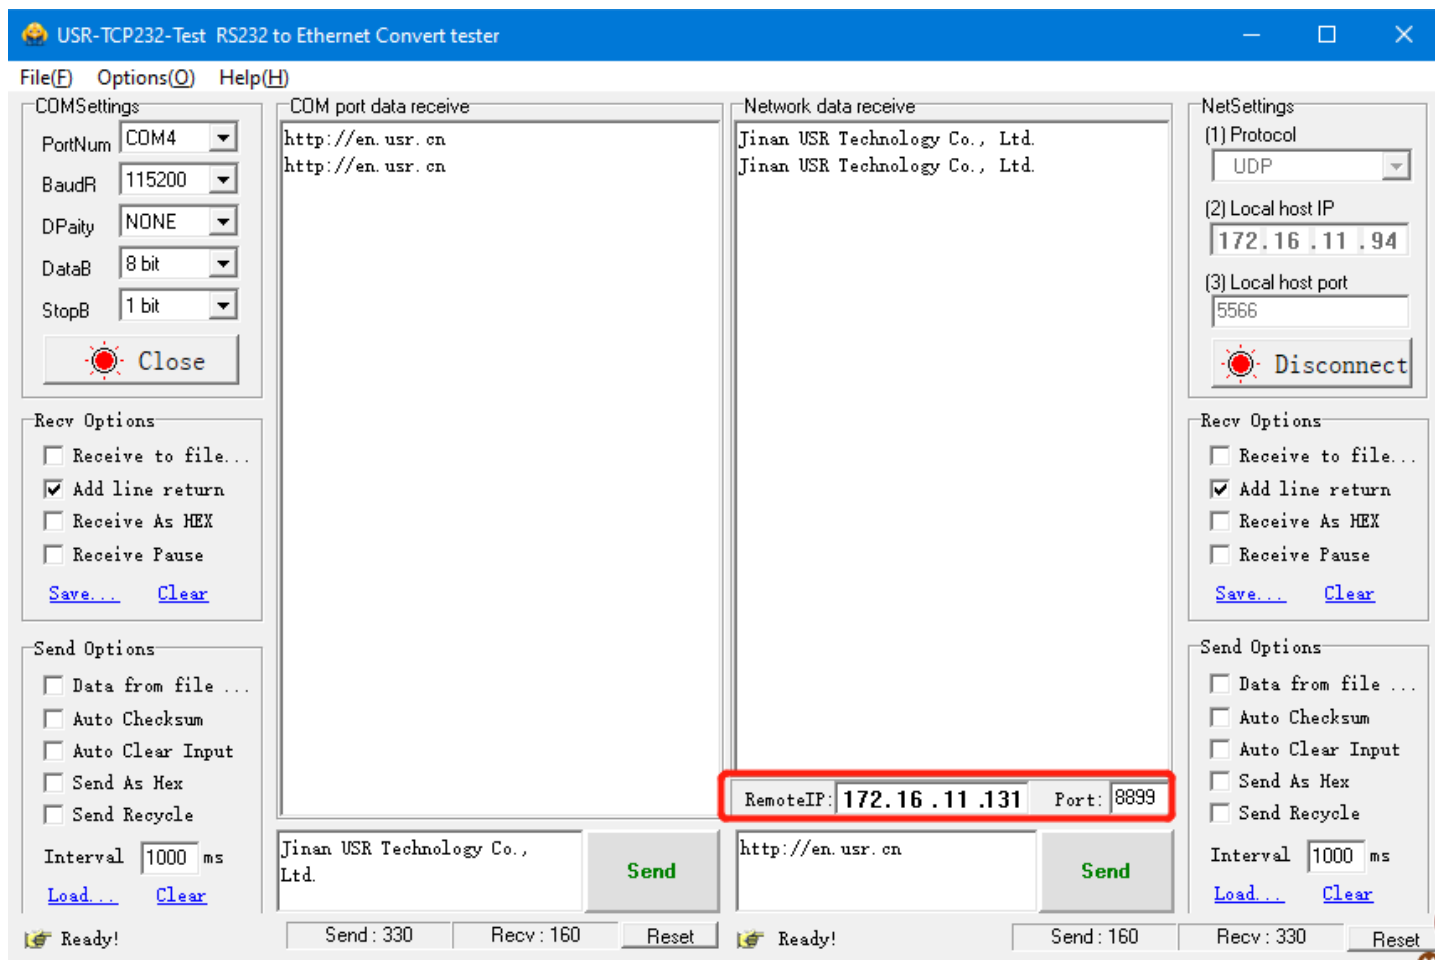 USR-TCP232-Test RS232 to Ethernet Convert tester
File(F) Options(O) Help(H)
COMSettings
PortNum COM4
BaudR 115200
DPaity NONE
DataB 8 bit
StopB 1 bit
Close
Recv Options
Receive to file...
Add line return
Receive As HEX
Receive Pause
Save... Clear
Send Options
Data from file ...
Auto Checksum
Auto Clear Input
Send As Hex
Send Recycle
Interval 1000 ms
Load... Clear
COM port data receive
http://en.usr.cn
http://en.usr.cn
Jinan USR Technology Co.,
Ltd.
Send
Network data receive
Jinan USR Technology Co., Ltd.
Jinan USR Technology Co., Ltd.
RemoteIP: 172.16.11.131 Port: 8899
http://en.usr.cn
Send
NetSettings
(1) Protocol
UDP
(2) Local host IP
172.16.11.94
(3) Local host port
5566
Disconnect
Recv Options
Receive to file...
Add line return
Receive As HEX
Receive Pause
Save... Clear
Send Options
Data from file ...
Auto Checksum
Auto Clear Input
Send As Hex
Send Recycle
Interval 1000 ms
Load... Clear
Ready! Send : 330 Recv : 160 Reset Ready! Send : 160 Recv : 330 Reset